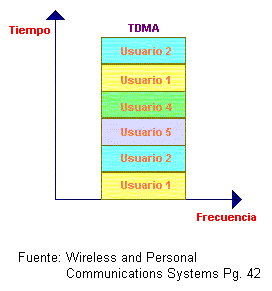 TDMA
Tiempo
Usuario 2
Usuario 1
Usuario 4
Usuario 5
Usuario 2
Usuario 1
Frecuencia
Fuente: Wireless and Personal
Communications Systems Pg. 42